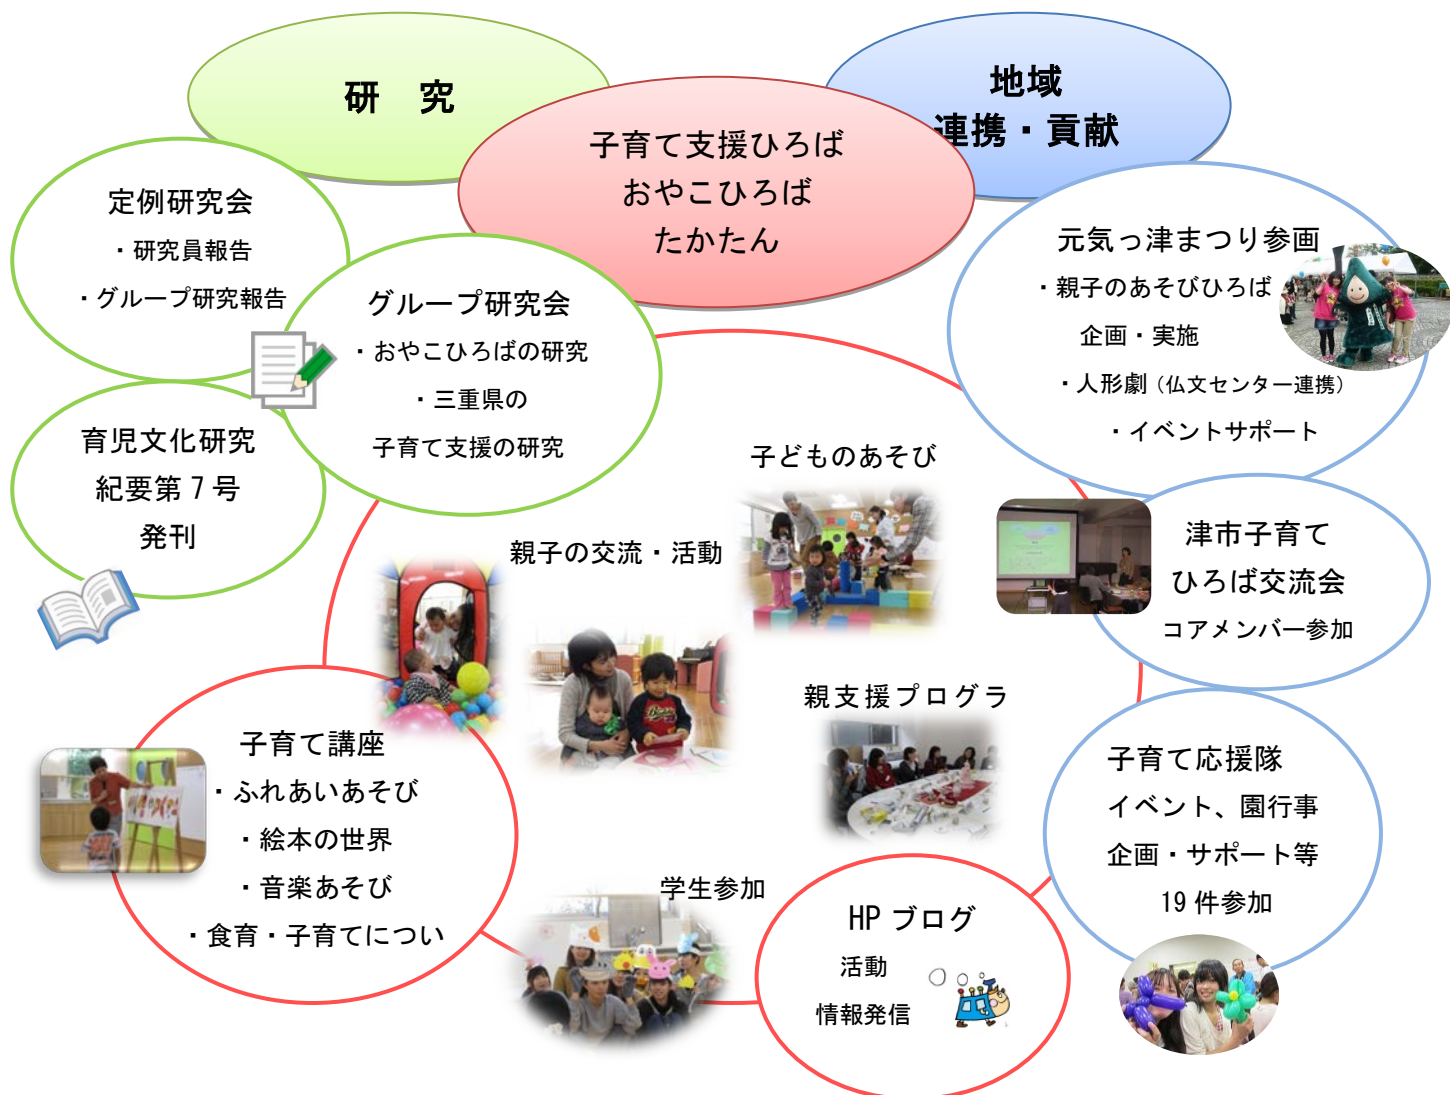 研　究
地域
連携・貢献
子育て支援ひろば
おやこひろば
たかたん
定例研究会
・研究員報告
・グループ研究報告
グループ研究会
・おやこひろばの研究
・三重県の
子育て支援の研究
育児文化研究
紀要第７号
発刊
元気っ津まつり参画
・親子のあそびひろば
企画・実施
・人形劇（仏文センター連携）
・イベントサポート
津市子育て
ひろば交流会
コアメンバー参加
子育て応援隊
イベント、園行事
企画・サポート等
19 件参加
子どものあそび
親子の交流・活動
親支援プログラ
子育て講座
・ふれあいあそび
・絵本の世界
・音楽あそび
・食育・子育てについ
学生参加
HP ブログ
活動
情報発信